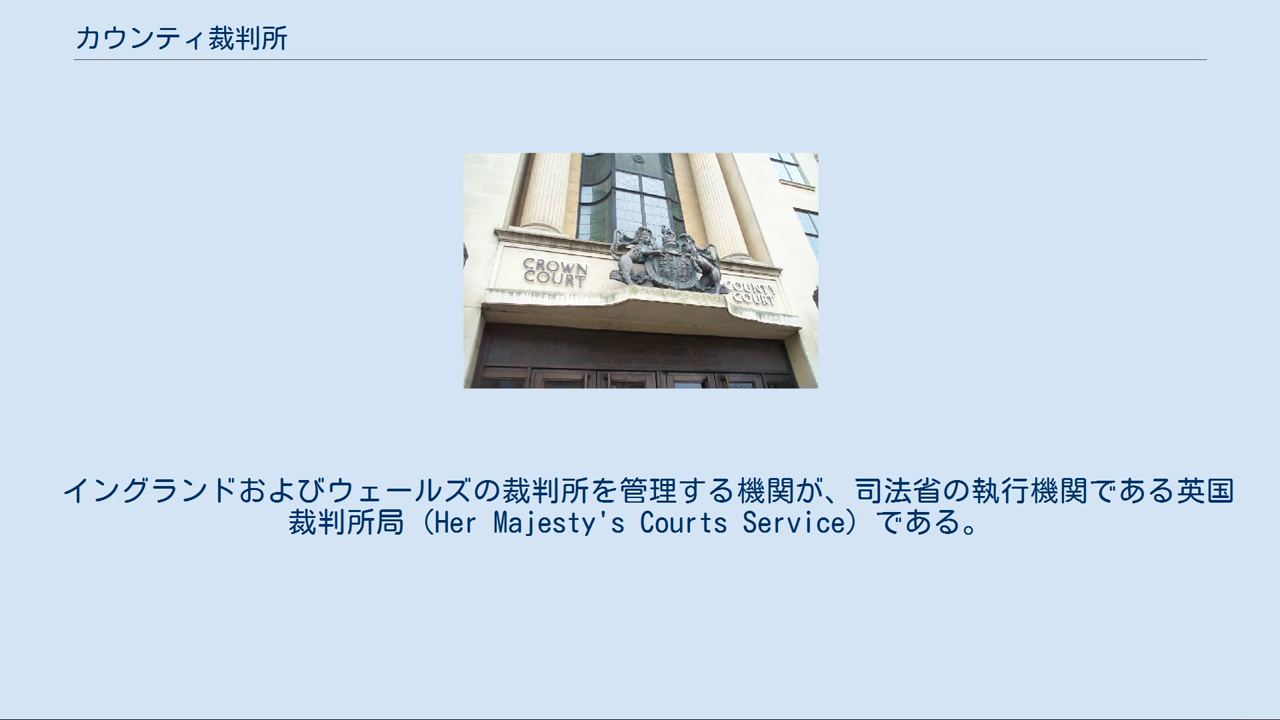 カウンティ裁判所
CROWN
COURT
COUNTY
COURT
イングランドおよびウェールズの裁判所を管理する機関が、司法省の執行機関である英国
裁判所局（Her Majesty's Courts Service）である。